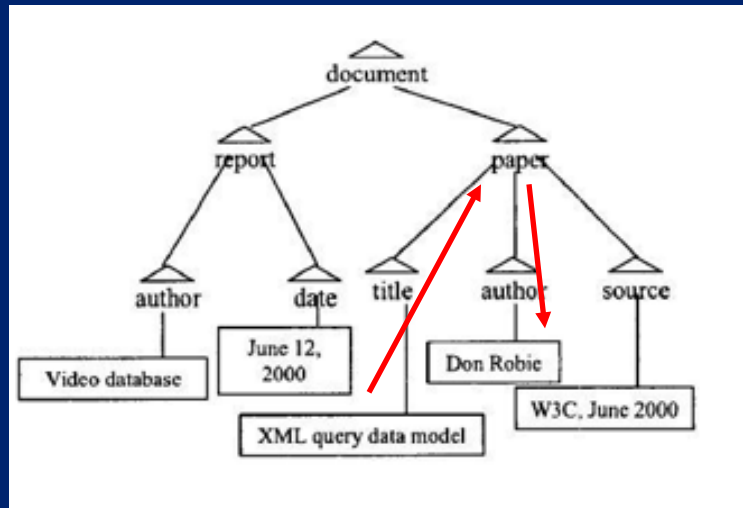 document
report
paper
author
date
title
author
source
Video database
June 12,
2000
Don Robie
W3C, June 2000
XML query data model